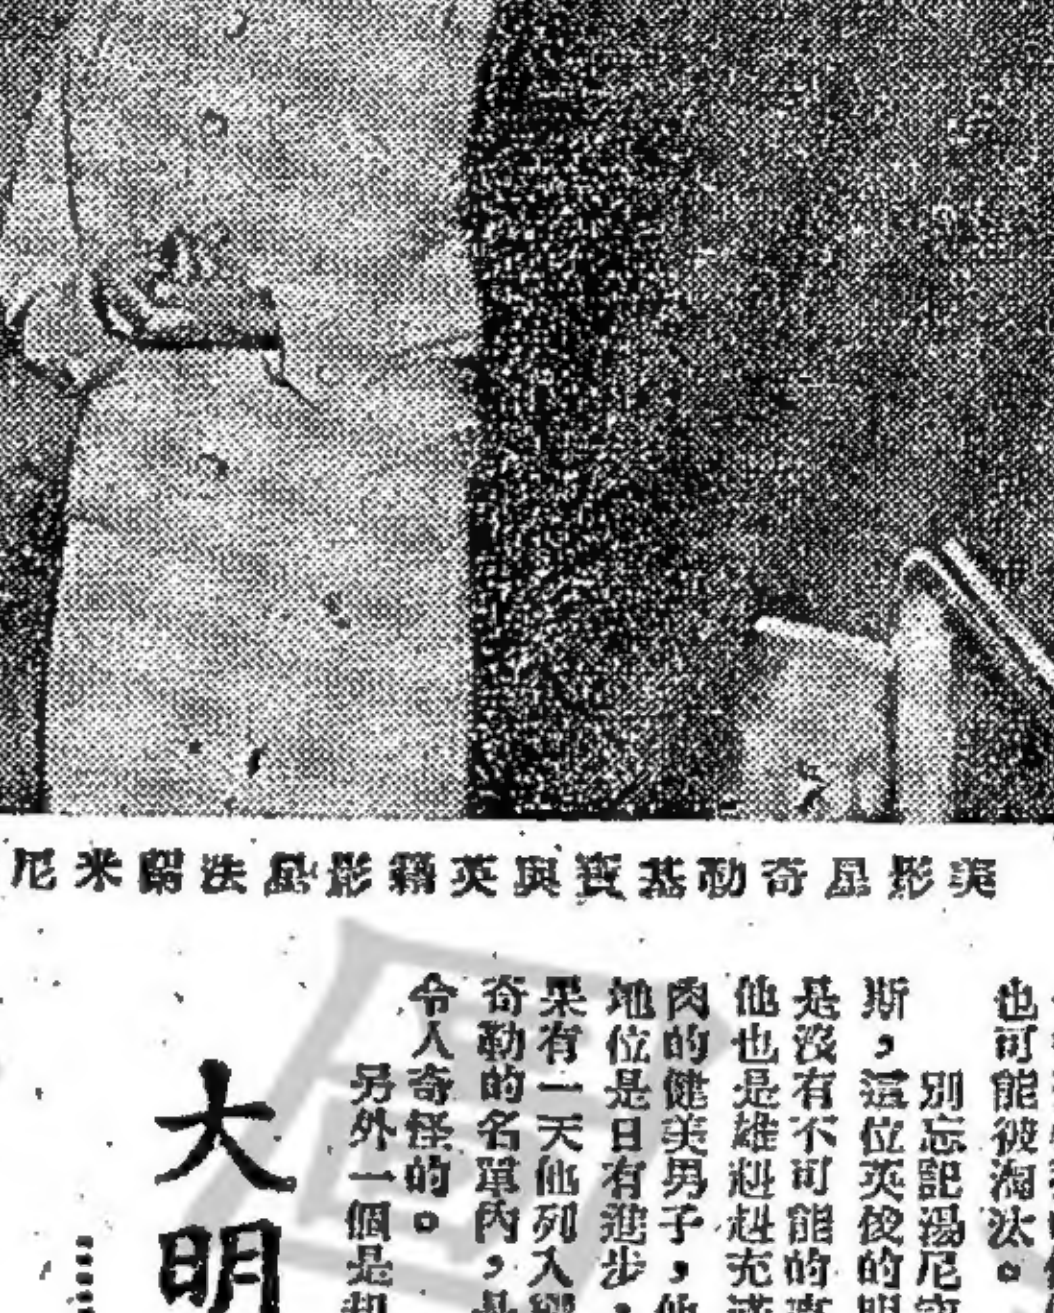 美影星奇勒基寶與英籍影星法米尼
也可能被淘汰。
別忘記湯尼
斯，這位英俊的明
是沒有不可能的事
他也是雄赳赳充滿
肉的健美男子，他
地位是日有進步，
果有一天他列入繼
奇勒的名單內，是
令人奇怪的。
另外一個是
大明